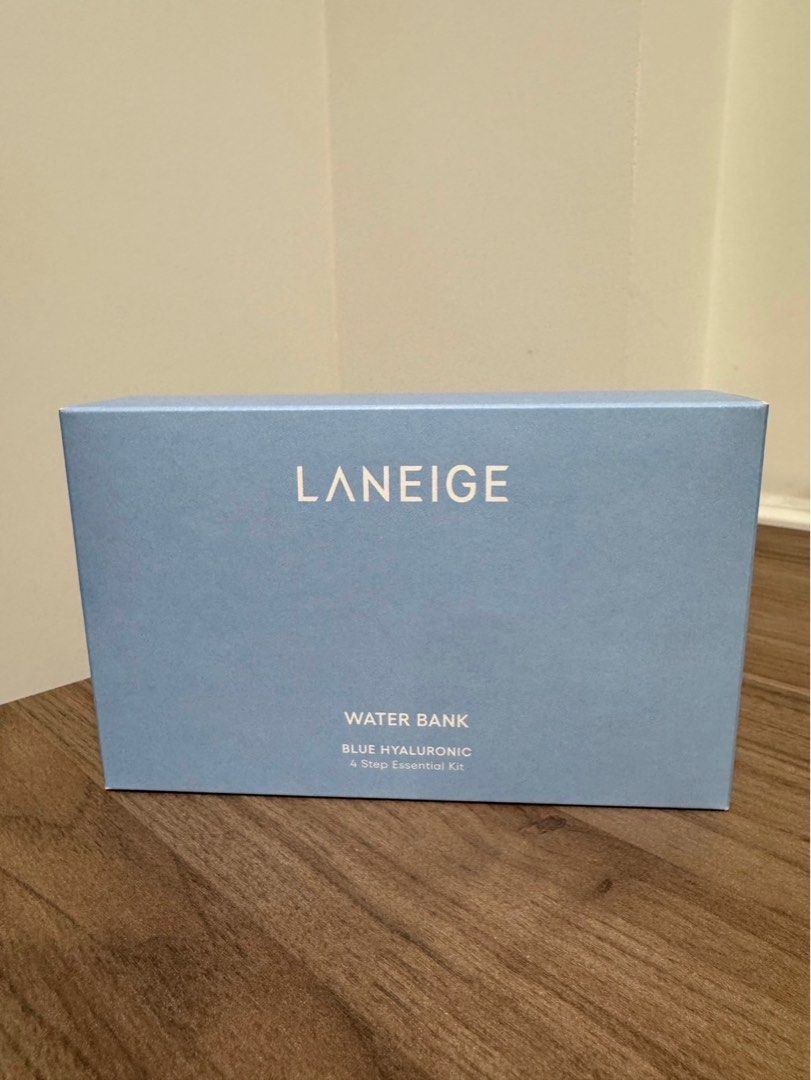 LANEIGE
WATER BANK
BLUE HYALURONIC
4 Step Essential Kit